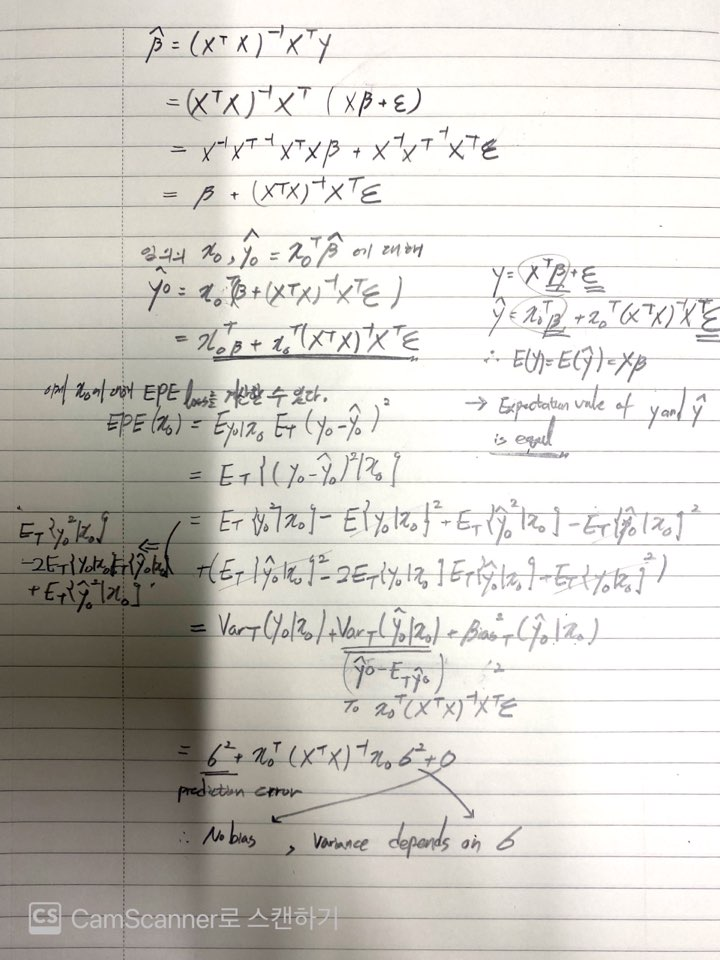 β̂ = (XᵀX)⁻¹XᵀY
= (XᵀX)⁻¹Xᵀ (Xβ+ε)
= X⁻¹Xᵀ⁻¹XᵀXβ + X⁻¹Xᵀ⁻¹Xᵀε
= β + (XᵀX)⁻¹Xᵀε
임의의 x₀, ŷ₀ = x₀ᵀβ̂ 에 대해
ŷ₀ = x₀ᵀ(β+(XᵀX)⁻¹Xᵀε)
= x₀ᵀβ + x₀ᵀ(XᵀX)⁻¹Xᵀε
y = Xᵀβ+ε
ŷ = x₀ᵀβ + x₀ᵀ(XᵀX)⁻¹Xᵀε
∴ E(y)=E(ŷ)=Xβ
→ Expectation value of y and ŷ
is equal
이제 x₀에 대해 EPE loss를 계산할 수 있다.
EPE(x₀) = E_{y₀|x₀} E_T (y₀-ŷ₀)²
= E_T{(y₀-ŷ₀)²|x₀}
= E_T{y₀²|x₀} - E{y₀|x₀}² + E_T{ŷ₀²|x₀} - E_T{ŷ₀|x₀}²
+(E_T{ŷ₀|x₀}² - 2E_T{y₀|x₀}E_T{ŷ₀|x₀} + E_T{y₀|x₀}²)
E_T{y₀²|x₀}
-2E_T{y₀|x₀}E_T{ŷ₀|x₀} ⇐
+E_T{ŷ₀²|x₀}
= Var_T(y₀|x₀) + Var_T(ŷ₀|x₀) + Bias²_T(ŷ₀|x₀)
(ŷ₀-E_Tŷ₀)²
x₀ᵀ(XᵀX)⁻¹Xᵀε
= 6² + x₀ᵀ(XᵀX)⁻¹x₀6² + 0
prediction error
∴ No bias, variance depends on 6
CS CamScanner로 스캔하기